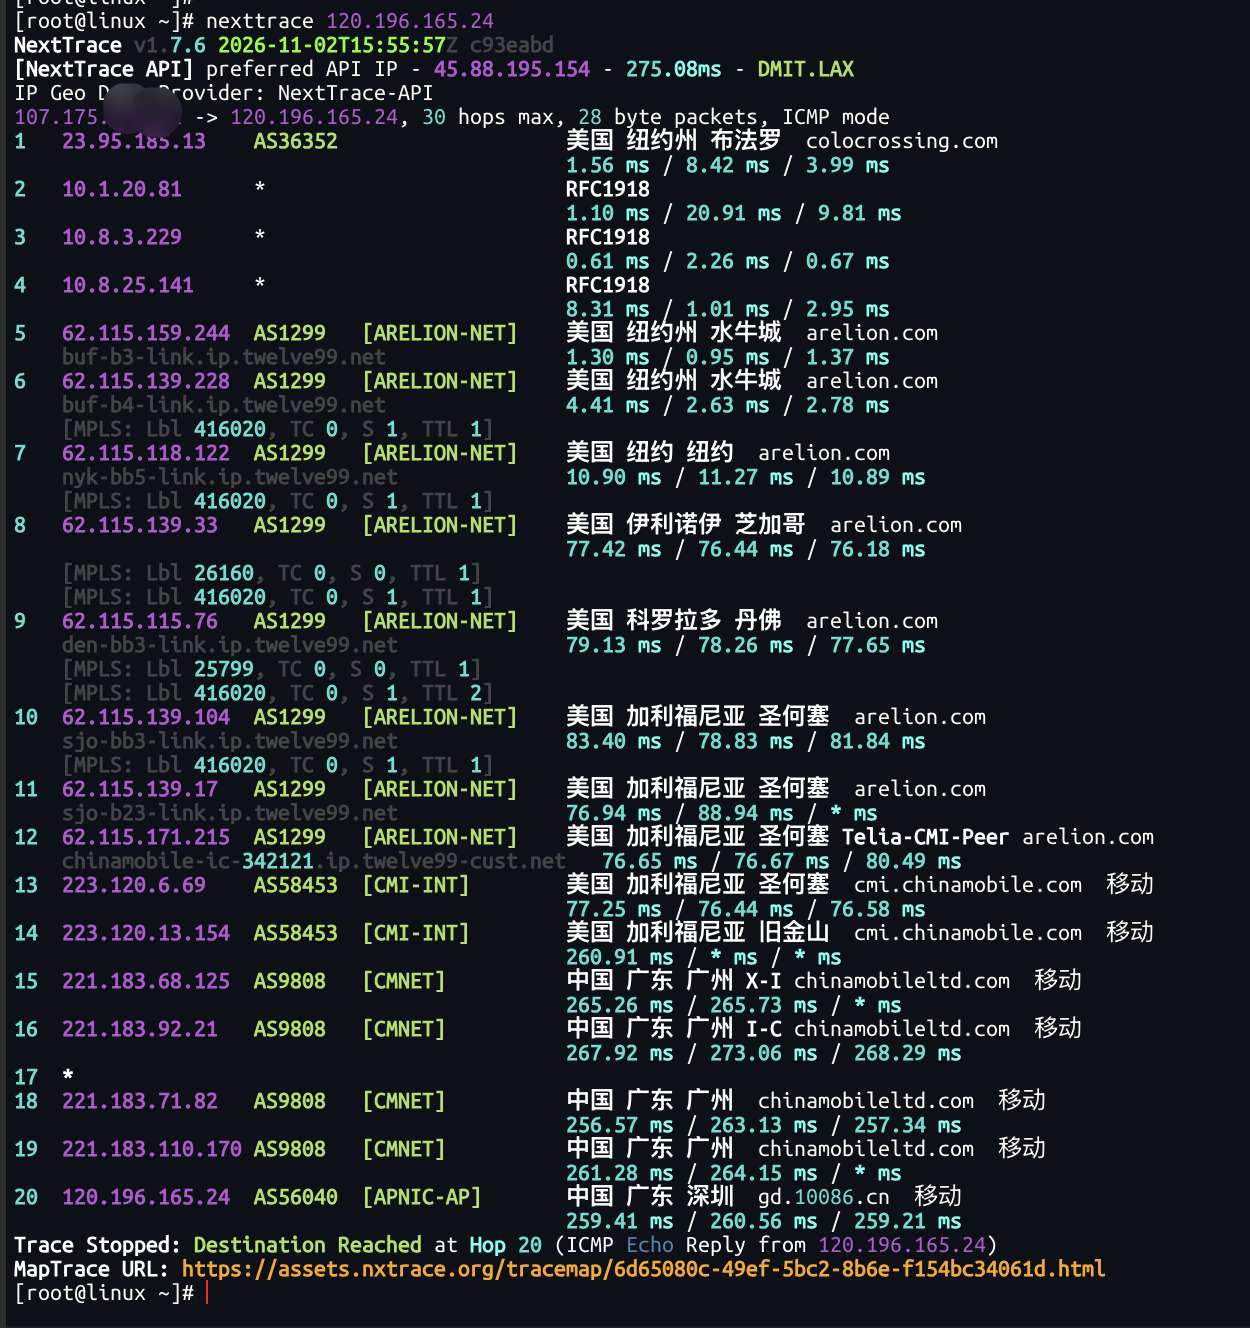 [root@linux ~]#
[root@linux ~]# nexttrace 120.196.165.24
NextTrace v1.7.6 2026-11-02T15:55:57Z c93eabd
[NextTrace API] preferred API IP - 45.88.195.154 - 275.08ms - DMIT.LAX
IP Geo Provider: NextTrace-API
107.175. -> 120.196.165.24, 30 hops max, 28 byte packets, ICMP mode
1 23.95.185.13 AS36352 美国 纽约州 布法罗 colocrossing.com
1.56 ms / 8.42 ms / 3.99 ms
2 10.1.20.81 * RFC1918
1.10 ms / 20.91 ms / 9.81 ms
3 10.8.3.229 * RFC1918
0.61 ms / 2.26 ms / 0.67 ms
4 10.8.25.141 * RFC1918
8.31 ms / 1.01 ms / 2.95 ms
5 62.115.159.244 AS1299 [ARELION-NET] 美国 纽约州 水牛城 arelion.com
buf-b3-link.ip.twelve99.net 1.30 ms / 0.95 ms / 1.37 ms
6 62.115.139.228 AS1299 [ARELION-NET] 美国 纽约州 水牛城 arelion.com
buf-b4-link.ip.twelve99.net 4.41 ms / 2.63 ms / 2.78 ms
[MPLS: Lbl 416020, TC 0, S 1, TTL 1]
7 62.115.118.122 AS1299 [ARELION-NET] 美国 纽约 纽约 arelion.com
nyk-bb5-link.ip.twelve99.net 10.90 ms / 11.27 ms / 10.89 ms
[MPLS: Lbl 416020, TC 0, S 1, TTL 1]
8 62.115.139.33 AS1299 [ARELION-NET] 美国 伊利诺伊 芝加哥 arelion.com
77.42 ms / 76.44 ms / 76.18 ms
[MPLS: Lbl 26160, TC 0, S 0, TTL 1]
[MPLS: Lbl 416020, TC 0, S 1, TTL 1]
9 62.115.115.76 AS1299 [ARELION-NET] 美国 科罗拉多 丹佛 arelion.com
den-bb3-link.ip.twelve99.net 79.13 ms / 78.26 ms / 77.65 ms
[MPLS: Lbl 25799, TC 0, S 0, TTL 1]
[MPLS: Lbl 416020, TC 0, S 1, TTL 2]
10 62.115.139.104 AS1299 [ARELION-NET] 美国 加利福尼亚 圣何塞 arelion.com
sjo-bb3-link.ip.twelve99.net 83.40 ms / 78.83 ms / 81.84 ms
[MPLS: Lbl 416020, TC 0, S 1, TTL 1]
11 62.115.139.17 AS1299 [ARELION-NET] 美国 加利福尼亚 圣何塞 arelion.com
sjo-b23-link.ip.twelve99.net 76.94 ms / 88.94 ms / * ms
12 62.115.171.215 AS1299 [ARELION-NET] 美国 加利福尼亚 圣何塞 Telia-CMI-Peer arelion.com
chinamobile-ic-342121.ip.twelve99-cust.net 76.65 ms / 76.67 ms / 80.49 ms
13 223.120.6.69 AS58453 [CMI-INT] 美国 加利福尼亚 圣何塞 cmi.chinamobile.com 移动
77.25 ms / 76.44 ms / 76.58 ms
14 223.120.13.154 AS58453 [CMI-INT] 美国 加利福尼亚 旧金山 cmi.chinamobile.com 移动
260.91 ms / * ms / * ms
15 221.183.68.125 AS9808 [CMNET] 中国 广东 广州 X-I chinamobileltd.com 移动
265.26 ms / 265.73 ms / * ms
16 221.183.92.21 AS9808 [CMNET] 中国 广东 广州 I-C chinamobileltd.com 移动
267.92 ms / 273.06 ms / 268.29 ms
17 *
18 221.183.71.82 AS9808 [CMNET] 中国 广东 广州 chinamobileltd.com 移动
256.57 ms / 263.13 ms / 257.34 ms
19 221.183.110.170 AS9808 [CMNET] 中国 广东 广州 chinamobileltd.com 移动
261.28 ms / 264.15 ms / * ms
20 120.196.165.24 AS56040 [APNIC-AP] 中国 广东 深圳 gd.10086.cn 移动
259.41 ms / 260.56 ms / 259.21 ms
Trace Stopped: Destination Reached at Hop 20 (ICMP Echo Reply from 120.196.165.24)
MapTrace URL: https://assets.nxtrace.org/tracemap/6d65080c-49ef-5bc2-8b6e-f154bc34061d.html
[root@linux ~]#